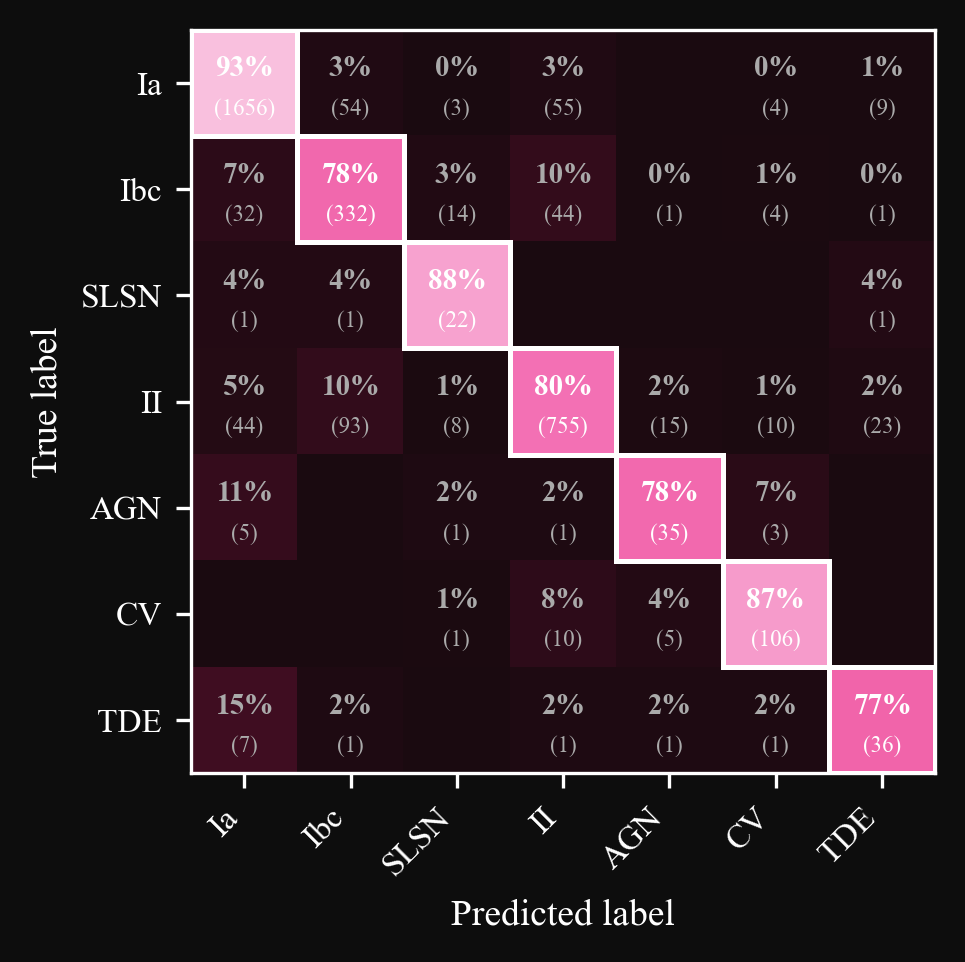 Ia 93% 3% 0% 3% 0% 1%
(1656) (54) (3) (55) (4) (9)
Ibc 7% 78% 3% 10% 0% 1% 0%
(32) (332) (14) (44) (1) (4) (1)
SLSN 4% 4% 88% 4%
(1) (1) (22) (1)
II 5% 10% 1% 80% 2% 1% 2%
(44) (93) (8) (755) (15) (10) (23)
AGN 11% 2% 2% 78% 7%
(5) (1) (1) (35) (3)
CV 1% 8% 4% 87%
(1) (10) (5) (106)
TDE 15% 2% 2% 2% 2% 77%
(7) (1) (1) (1) (1) (36)
True label
Ia Ibc SLSN II AGN CV TDE
Predicted label